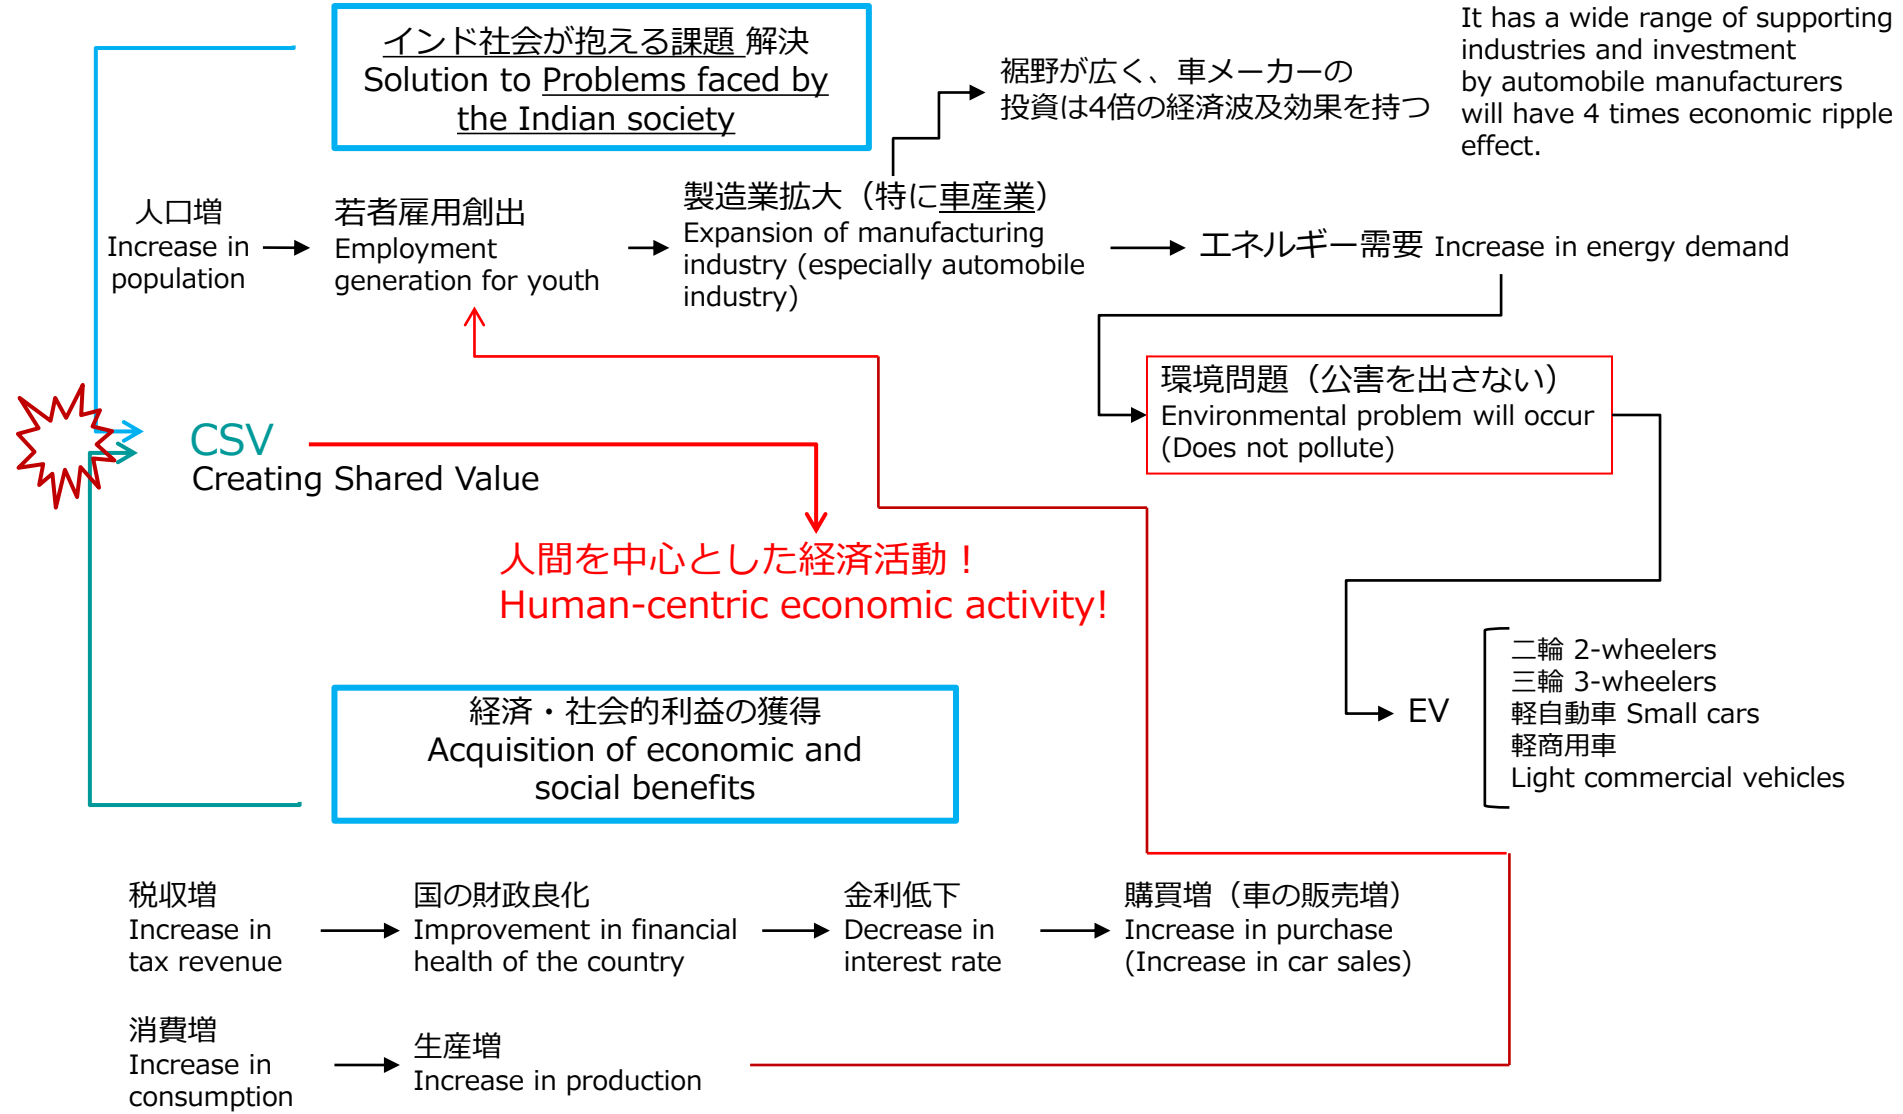 インド社会が抱える課題 解決
Solution to Problems faced by
the Indian society
裾野が広く、車メーカーの
投資は4倍の経済波及効果を持つ
It has a wide range of supporting
industries and investment
by automobile manufacturers
will have 4 times economic ripple
effect.
人口増
Increase in
population
若者雇用創出
Employment
generation for youth
製造業拡大（特に車産業）
Expansion of manufacturing
industry (especially automobile
industry)
エネルギー需要 Increase in energy demand
環境問題（公害を出さない）
Environmental problem will occur
(Does not pollute)
CSV
Creating Shared Value
人間を中心とした経済活動！
Human-centric economic activity!
EV
二輪 2-wheelers
三輪 3-wheelers
軽自動車 Small cars
軽商用車
Light commercial vehicles
経済・社会的利益の獲得
Acquisition of economic and
social benefits
税収増
Increase in
tax revenue
国の財政良化
Improvement in financial
health of the country
金利低下
Decrease in
interest rate
購買増（車の販売増）
Increase in purchase
(Increase in car sales)
消費増
Increase in
consumption
生産増
Increase in production